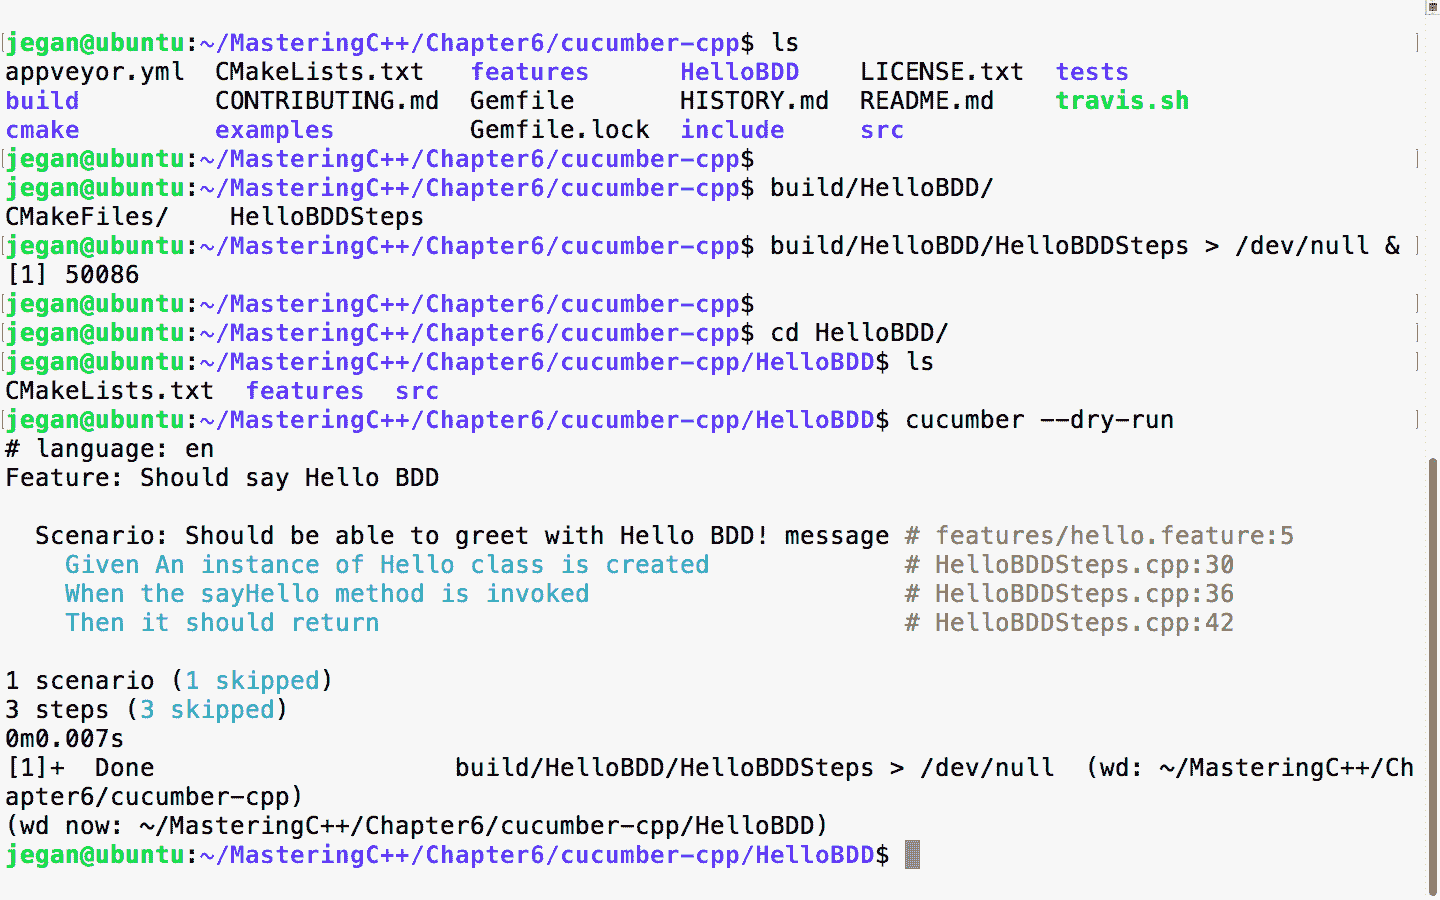 jegan@ubuntu:~/MasteringC++/Chapter6/cucumber-cpp$ ls
appveyor.yml  CMakeLists.txt   features      HelloBDD    LICENSE.txt  tests
build         CONTRIBUTING.md  Gemfile       HISTORY.md  README.md    travis.sh
cmake         examples         Gemfile.lock  include     src
jegan@ubuntu:~/MasteringC++/Chapter6/cucumber-cpp$
jegan@ubuntu:~/MasteringC++/Chapter6/cucumber-cpp$ build/HelloBDD/
CMakeFiles/    HelloBDDSteps
jegan@ubuntu:~/MasteringC++/Chapter6/cucumber-cpp$ build/HelloBDD/HelloBDDSteps > /dev/null &
[1] 50086
jegan@ubuntu:~/MasteringC++/Chapter6/cucumber-cpp$
jegan@ubuntu:~/MasteringC++/Chapter6/cucumber-cpp$ cd HelloBDD/
jegan@ubuntu:~/MasteringC++/Chapter6/cucumber-cpp/HelloBDD$ ls
CMakeLists.txt  features  src
jegan@ubuntu:~/MasteringC++/Chapter6/cucumber-cpp/HelloBDD$ cucumber --dry-run
# language: en
Feature: Should say Hello BDD
  Scenario: Should be able to greet with Hello BDD! message # features/hello.feature:5
    Given An instance of Hello class is created             # HelloBDDSteps.cpp:30
    When the sayHello method is invoked                     # HelloBDDSteps.cpp:36
    Then it should return                                   # HelloBDDSteps.cpp:42
1 scenario (1 skipped)
3 steps (3 skipped)
0m0.007s
[1]+  Done                    build/HelloBDD/HelloBDDSteps > /dev/null  (wd: ~/MasteringC++/Ch
apter6/cucumber-cpp)
(wd now: ~/MasteringC++/Chapter6/cucumber-cpp/HelloBDD)
jegan@ubuntu:~/MasteringC++/Chapter6/cucumber-cpp/HelloBDD$